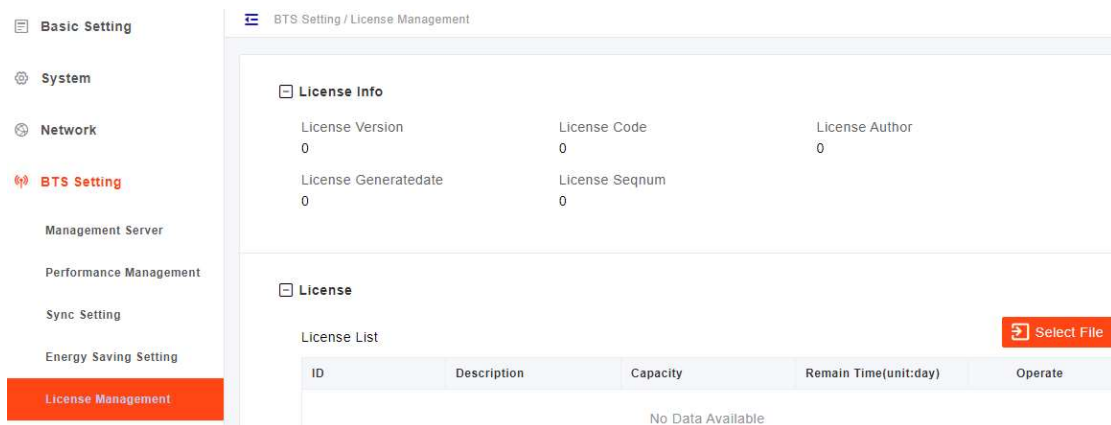 Basic Setting
System
Network
BTS Setting
Management Server
Performance Management
Sync Setting
Energy Saving Setting
License Management
BTS Setting / License Management
License Info
License Version License Code License Author
0 0 0
License Generatedate License Seqnum
0 0
License
License List Select File
ID Description Capacity Remain Time(unit:day) Operate
No Data Available